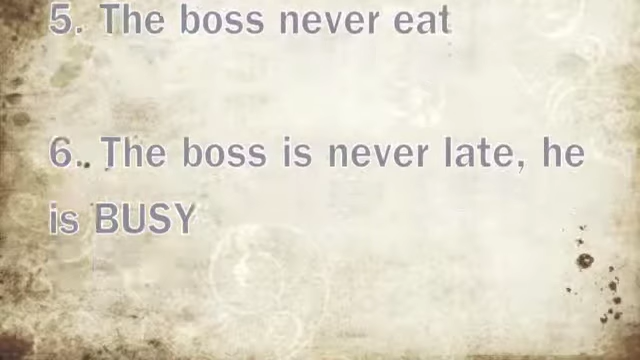 5. The boss never eat
6. The boss is never late, he
is BUSY